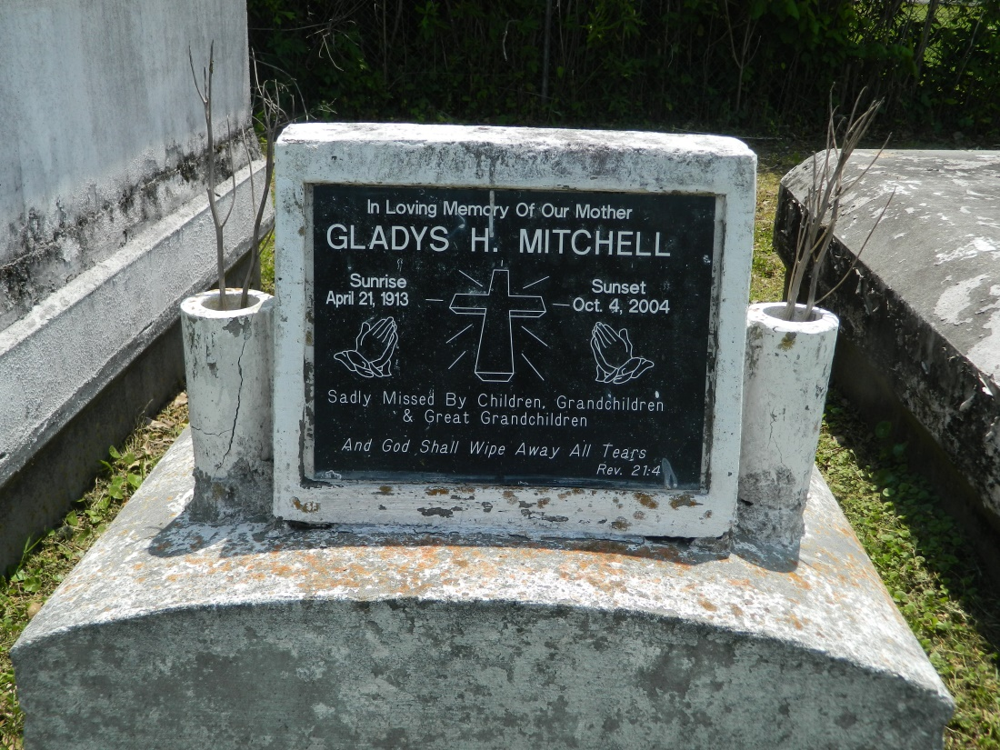 In Loving Memory Of Our Mother
GLADYS H. MITCHELL
Sunrise
April 21, 1913
Sunset
Oct. 4, 2004
Sadly Missed By Children, Grandchildren
& Great Grandchildren
And God Shall Wipe Away All Tears
Rev. 21:4